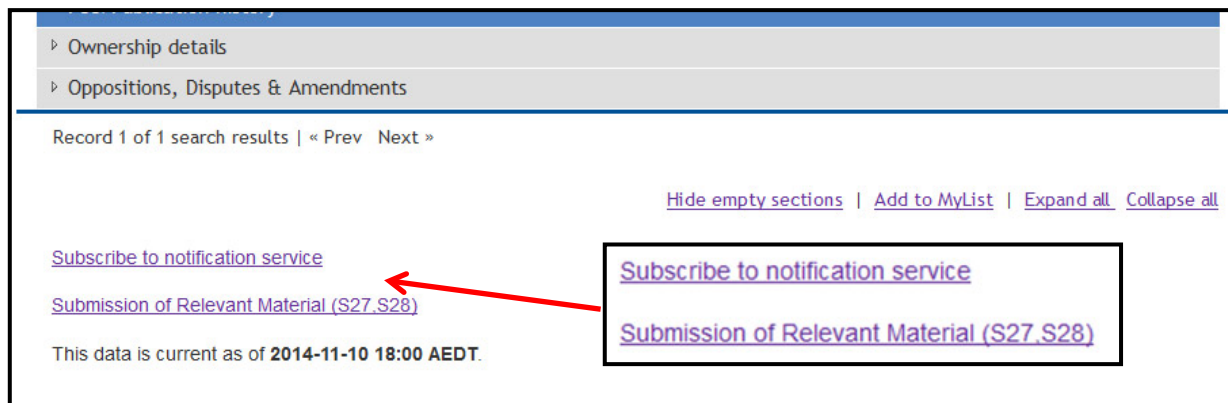 Ownership details
Oppositions, Disputes & Amendments
Record 1 of 1 search results | « Prev Next »
Hide empty sections | Add to MyList | Expand all Collapse all
Subscribe to notification service
Submission of Relevant Material (S27,S28)
This data is current as of 2014-11-10 18:00 AEDT.
Subscribe to notification service
Submission of Relevant Material (S27,S28)